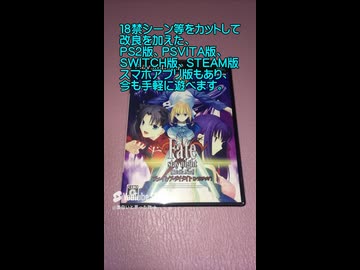 18禁シーン等をカットして
改良を加えた、
PS2版、PSVITA版、
SWITCH版、STEAM版
スマホアプリ版もあり、
今も手軽に遊べます。
Fate
stay night